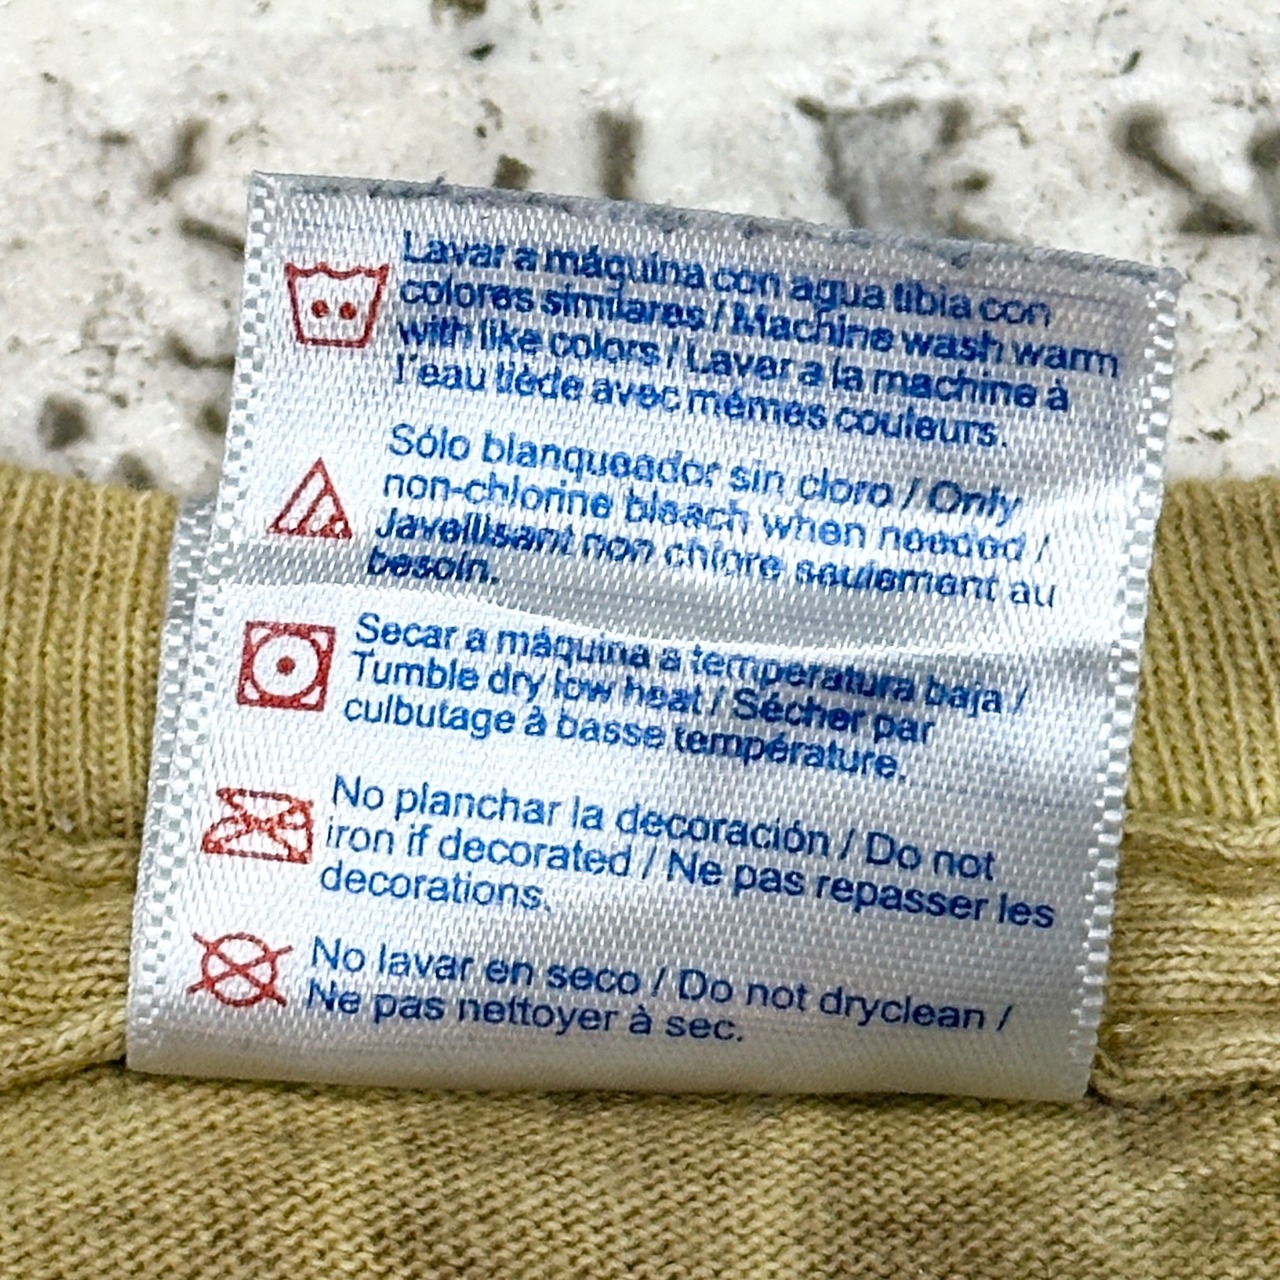 Lavar a máquina con agua tibia con
colores similares / Machine wash warm
with like colors / Laver a la machine à
l'eau tiède avec mêmes couleurs.
Sólo blanqueador sin cloro / Only
non-chlorine bleach when needed /
Javellisant non chlore seulement au
besoin.
Secar a máquina a temperatura baja /
Tumble dry low heat / Sécher par
culbutage à basse température.
No planchar la decoración / Do not
iron if decorated / Ne pas repasser les
decorations.
No lavar en seco / Do not dryclean /
Ne pas nettoyer à sec.